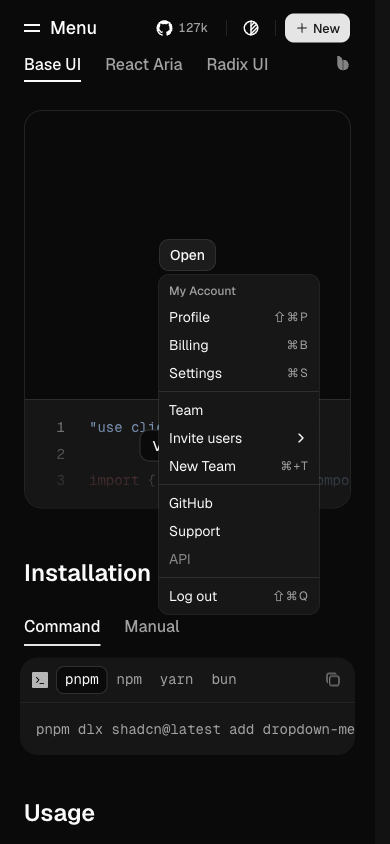 Menu 127k + New
Base UI React Aria Radix UI
Open
My Account
Profile ⇧⌘P
Billing ⌘B
Settings ⌘S
Team
Invite users
New Team ⌘+T
GitHub
Support
API
Log out ⇧⌘Q
1 "use clie
2
3 import {
Installation
Command Manual
pnpm npm yarn bun
pnpm dlx shadcn@latest add dropdown-me
Usage